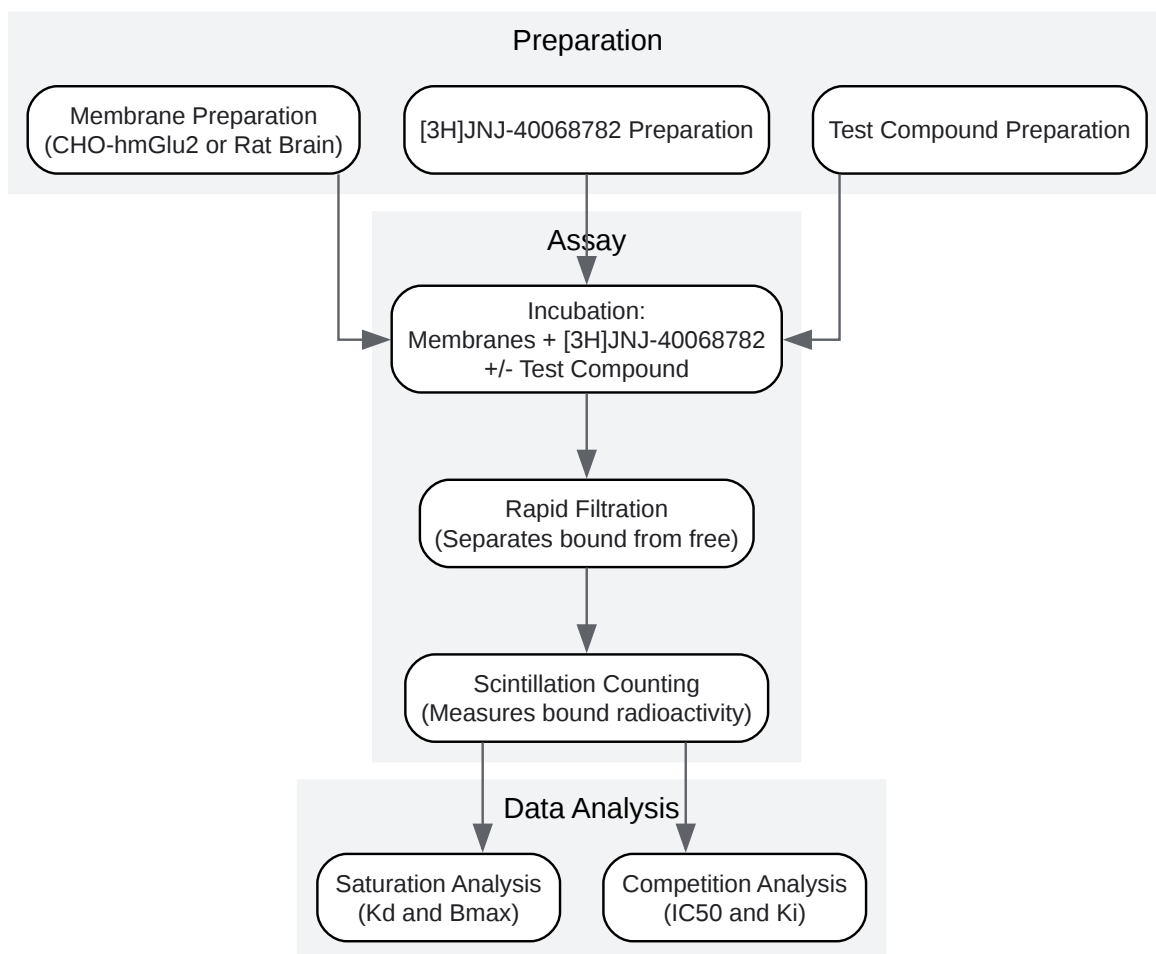 Preparation
Membrane Preparation
(CHO-hmGlu2 or Rat Brain)
[3H]JNJ-40068782 Preparation
Test Compound Preparation
Assay
Incubation:
Membranes + [3H]JNJ-40068782
+/- Test Compound
Rapid Filtration
(Separates bound from free)
Scintillation Counting
(Measures bound radioactivity)
Data Analysis
Saturation Analysis
(Kd and Bmax)
Competition Analysis
(IC50 and Ki)